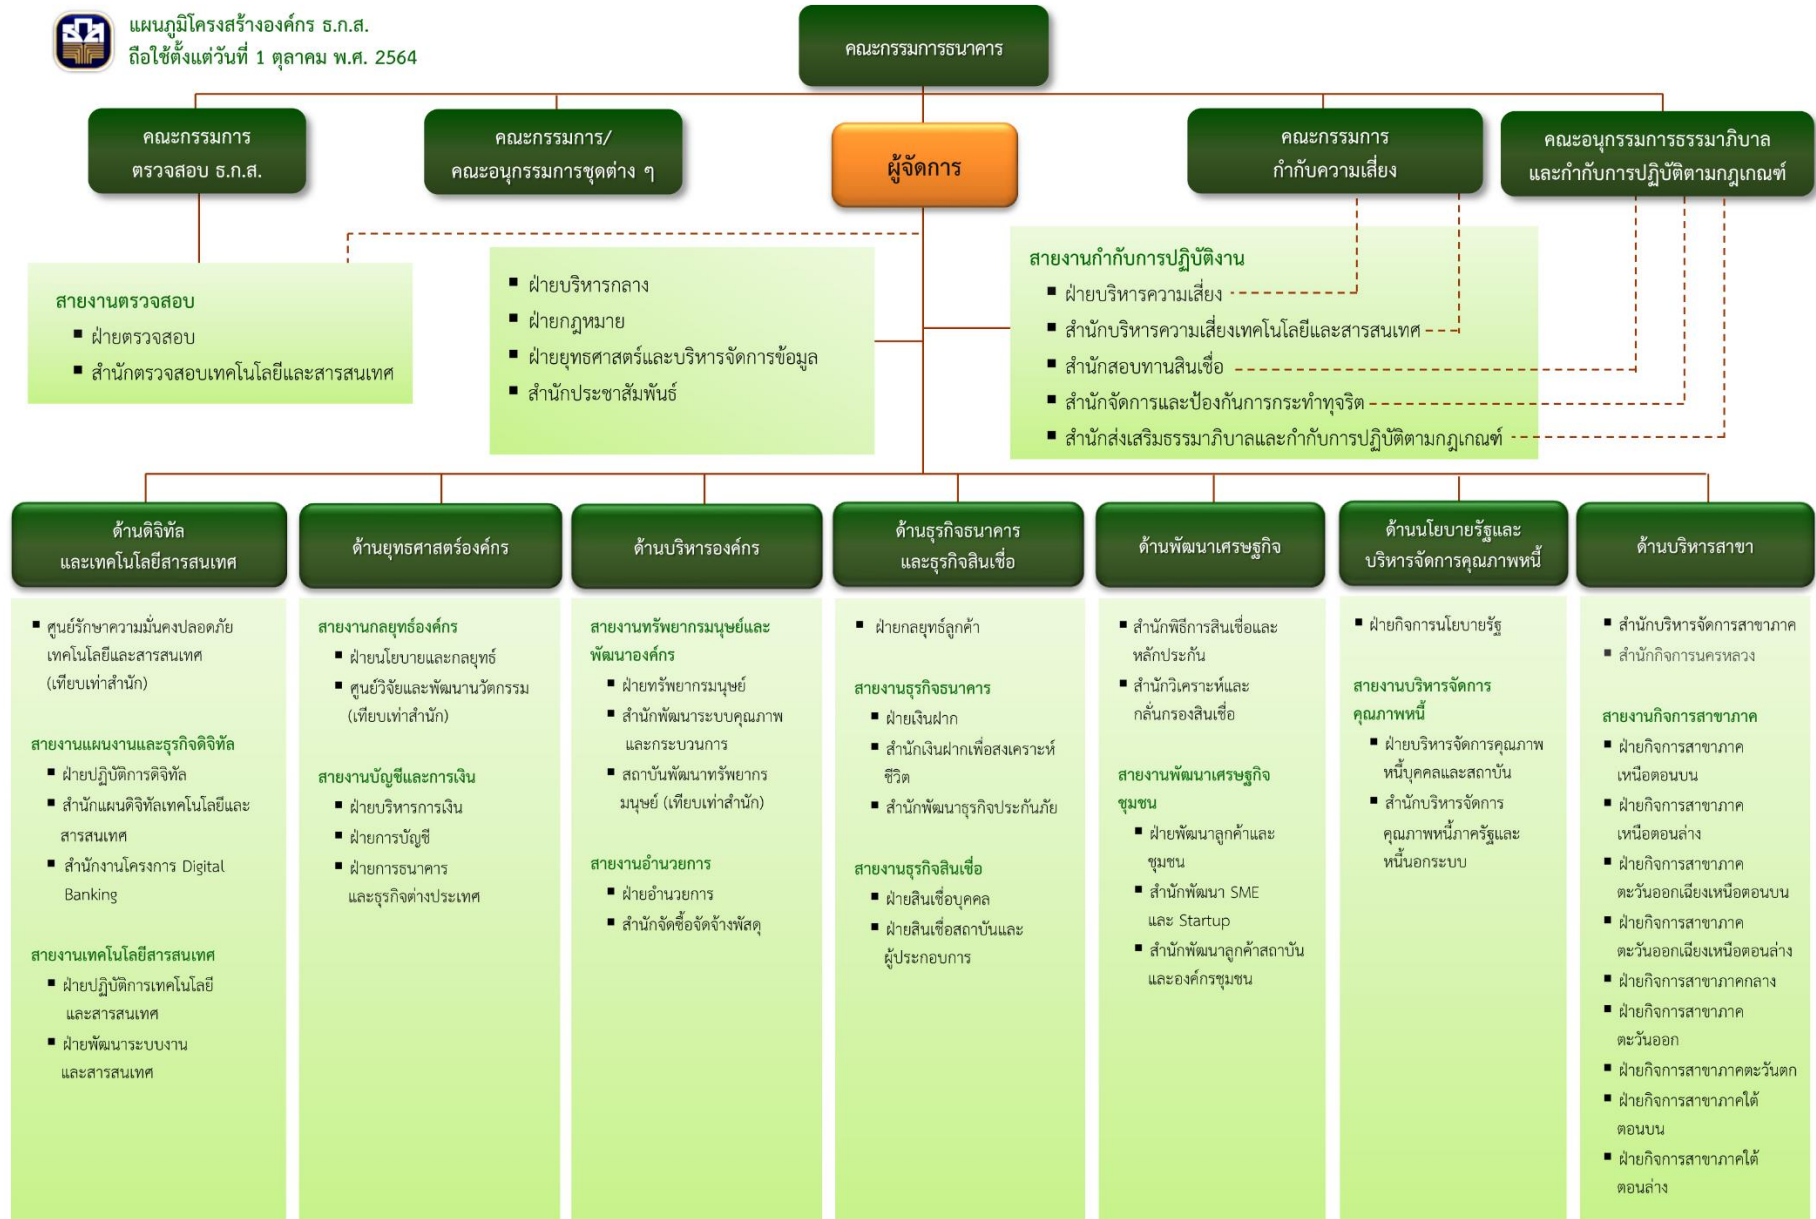 แผนภูมิโครงสร้างองค์กร ธ.ก.ส.
ถือใช้ตั้งแต่วันที่ 1 ตุลาคม พ.ศ. 2564
คณะกรรมการธนาคาร
คณะกรรมการ
ตรวจสอบ ธ.ก.ส.
คณะกรรมการ/
คณะอนุกรรมการชุดต่าง ๆ
ผู้จัดการ
คณะกรรมการ
กำกับความเสี่ยง
คณะอนุกรรมการธรรมาภิบาล
และกำกับการปฏิบัติตามกฎเกณฑ์
สายงานตรวจสอบ
▪ ฝ่ายตรวจสอบ
▪ สำนักตรวจสอบเทคโนโลยีและสารสนเทศ
▪ ฝ่ายบริหารกลาง
▪ ฝ่ายกฎหมาย
▪ ฝ่ายยุทธศาสตร์และบริหารจัดการข้อมูล
▪ สำนักประชาสัมพันธ์
สายงานกำกับการปฏิบัติงาน
▪ ฝ่ายบริหารความเสี่ยง
▪ สำนักบริหารความเสี่ยงเทคโนโลยีและสารสนเทศ
▪ สำนักสอบทานสินเชื่อ
▪ สำนักจัดการและป้องกันการกระทำทุจริต
▪ สำนักส่งเสริมธรรมาภิบาลและกำกับการปฏิบัติตามกฎเกณฑ์
ด้านดิจิทัล
และเทคโนโลยีสารสนเทศ
▪ ศูนย์รักษาความมั่นคงปลอดภัย
เทคโนโลยีและสารสนเทศ
(เทียบเท่าสำนัก)
สายงานแผนงานและธุรกิจดิจิทัล
▪ ฝ่ายปฏิบัติการดิจิทัล
▪ สำนักแผนดิจิทัลเทคโนโลยีและ
สารสนเทศ
▪ สำนักงานโครงการ Digital
Banking
สายงานเทคโนโลยีสารสนเทศ
▪ ฝ่ายปฏิบัติการเทคโนโลยี
และสารสนเทศ
▪ ฝ่ายพัฒนาระบบงาน
และสารสนเทศ
ด้านยุทธศาสตร์องค์กร
สายงานกลยุทธ์องค์กร
▪ ฝ่ายนโยบายและกลยุทธ์
▪ ศูนย์วิจัยและพัฒนานวัตกรรม
(เทียบเท่าสำนัก)
สายงานบัญชีและการเงิน
▪ ฝ่ายบริหารการเงิน
▪ ฝ่ายการบัญชี
▪ ฝ่ายการธนาคาร
และธุรกิจต่างประเทศ
ด้านบริหารองค์กร
สายงานทรัพยากรมนุษย์และ
พัฒนาองค์กร
▪ ฝ่ายทรัพยากรมนุษย์
▪ สำนักพัฒนาระบบคุณภาพ
และกระบวนการ
▪ สถาบันพัฒนาทรัพยากร
มนุษย์ (เทียบเท่าสำนัก)
สายงานอำนวยการ
▪ ฝ่ายอำนวยการ
▪ สำนักจัดซื้อจัดจ้างพัสดุ
ด้านธุรกิจธนาคาร
และธุรกิจสินเชื่อ
▪ ฝ่ายกลยุทธ์ลูกค้า
สายงานธุรกิจธนาคาร
▪ ฝ่ายเงินฝาก
▪ สำนักเงินฝากเพื่อสงเคราะห์
ชีวิต
▪ สำนักพัฒนาธุรกิจประกันภัย
สายงานธุรกิจสินเชื่อ
▪ ฝ่ายสินเชื่อบุคคล
▪ ฝ่ายสินเชื่อสถาบันและ
ผู้ประกอบการ
ด้านพัฒนาเศรษฐกิจ
▪ สำนักพิธีการสินเชื่อและ
หลักประกัน
▪ สำนักวิเคราะห์และ
กลั่นกรองสินเชื่อ
สายงานพัฒนาเศรษฐกิจ
ชุมชน
▪ ฝ่ายพัฒนาลูกค้าและ
ชุมชน
▪ สำนักพัฒนา SME
และ Startup
▪ สำนักพัฒนาลูกค้าสถาบัน
และองค์กรชุมชน
ด้านนโยบายรัฐและ
บริหารจัดการคุณภาพหนี้
▪ ฝ่ายกิจการนโยบายรัฐ
สายงานบริหารจัดการ
คุณภาพหนี้
▪ ฝ่ายบริหารจัดการคุณภาพ
หนี้บุคคลและสถาบัน
▪ สำนักบริหารจัดการ
คุณภาพหนี้ภาครัฐและ
หนี้นอกระบบ
ด้านบริหารสาขา
▪ สำนักบริหารจัดการสาขาภาค
▪ สำนักกิจการนครหลวง
สายงานกิจการสาขาภาค
▪ ฝ่ายกิจการสาขาภาค
เหนือตอนบน
▪ ฝ่ายกิจการสาขาภาค
เหนือตอนล่าง
▪ ฝ่ายกิจการสาขาภาค
ตะวันออกเฉียงเหนือตอนบน
▪ ฝ่ายกิจการสาขาภาค
ตะวันออกเฉียงเหนือตอนล่าง
▪ ฝ่ายกิจการสาขาภาคกลาง
▪ ฝ่ายกิจการสาขาภาค
ตะวันออก
▪ ฝ่ายกิจการสาขาภาคตะวันตก
▪ ฝ่ายกิจการสาขาภาคใต้
ตอนบน
▪ ฝ่ายกิจการสาขาภาคใต้
ตอนล่าง